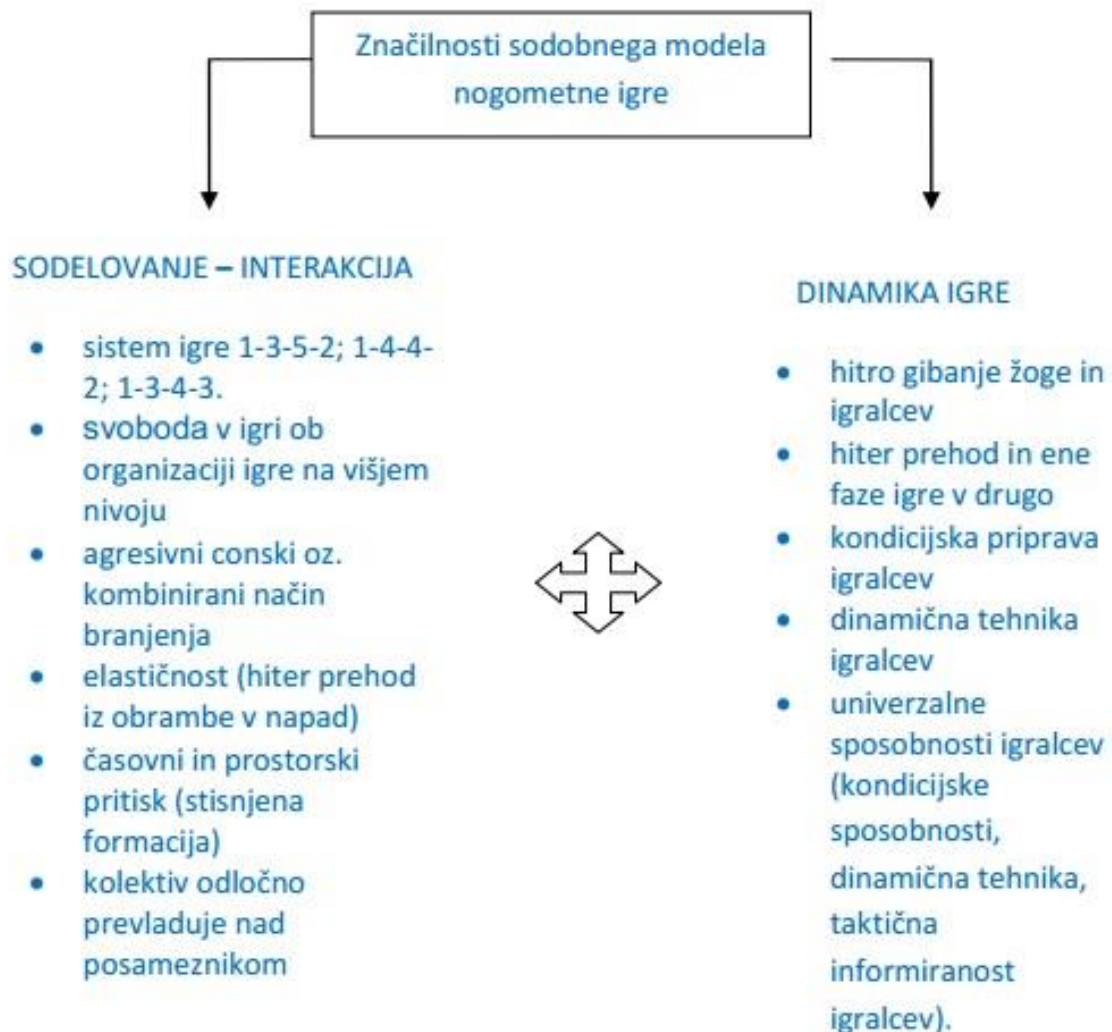 Značilnosti sodobnega modela
nogometne igre
SODELOVANJE – INTERAKCIJA
• sistem igre 1-3-5-2; 1-4-4-
2; 1-3-4-3.
• svoboda v igri ob
organizaciji igre na višjem
nivoju
• agresivni conski oz.
kombinirani način
branjenja
• elastičnost (hiter prehod
iz obrambe v napad)
• časovni in prostorski
pritisk (stisnjena
formacija)
• kolektiv odločno
prevladuje nad
posameznikom
DINAMIKA IGRE
• hitro gibanje žoge in
igralcev
• hiter prehod in ene
faze igre v drugo
• kondicijska priprava
igralcev
• dinamična tehnika
igralcev
• univerzalne
sposobnosti igralcev
(kondicijske
sposobnosti,
dinamična tehnika,
taktična
informiranost
igralcev).